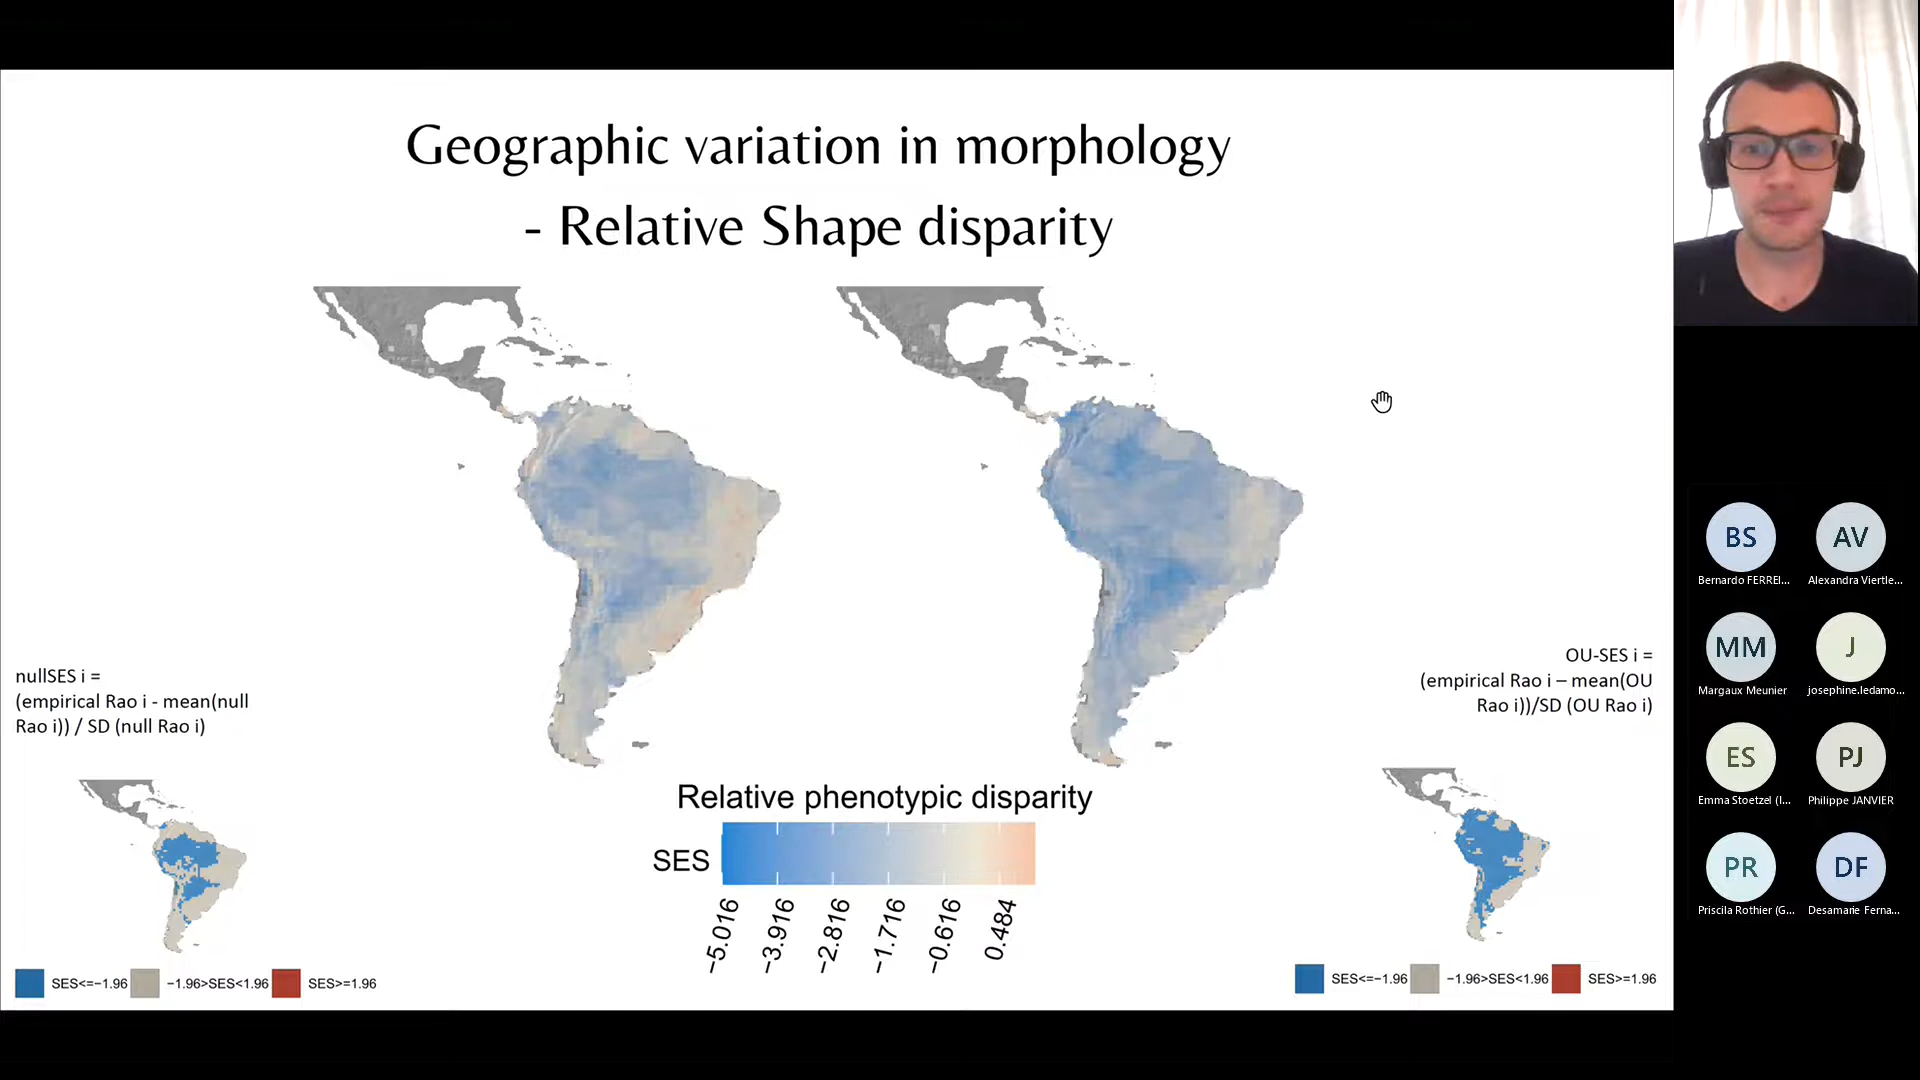 Geographic variation in morphology
- Relative Shape disparity
nullSES i =
(empirical Rao i - mean(null
Rao i)) / SD (null Rao i)
OU-SES i =
(empirical Rao i – mean(OU
Rao i))/SD (OU Rao i)
Relative phenotypic disparity
SES
−5.016
−3.916
−2.816
−1.716
−0.616
0.484
SES<=−1.96 −1.96>SES<1.96 SES>=1.96
SES<=−1.96 −1.96>SES<1.96 SES>=1.96
BS
Bernardo FERREI...
AV
Alexandra Viertle...
MM
Margaux Meunier
J
josephine.ledamo...
ES
Emma Stoetzel (I...
PJ
Philippe JANVIER
PR
Priscila Rothier (G...
DF
Desamarie Ferna...